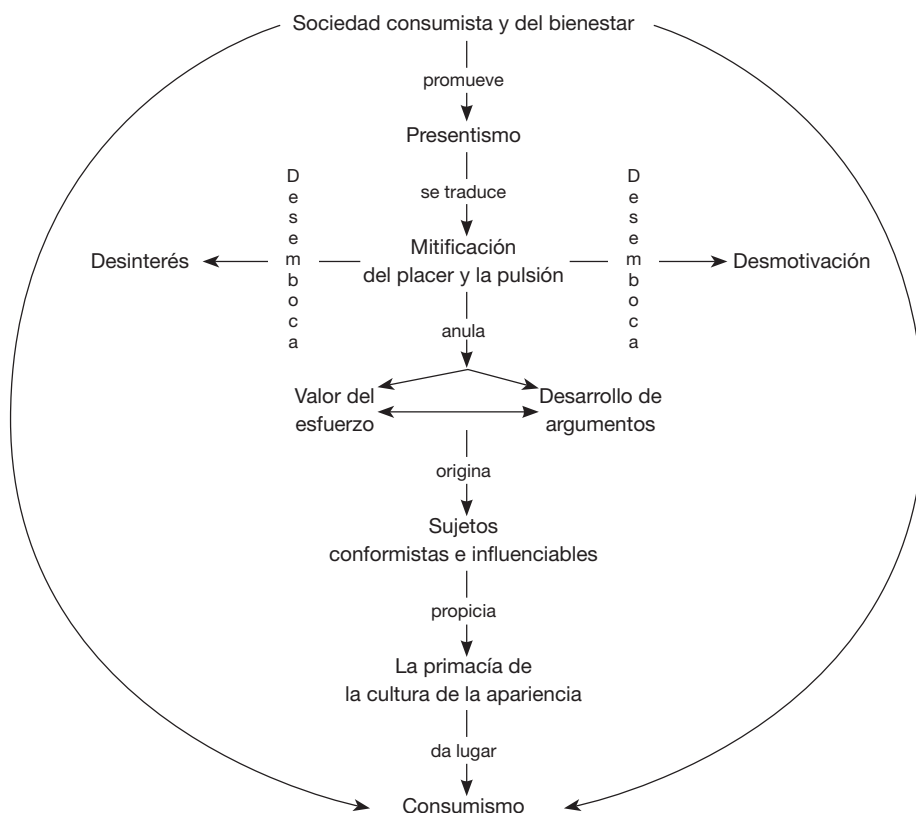 Sociedad consumista y del bienestar
promueve
Presentismo
se traduce
Desemboca
Desemboca
Desinterés
Mitificación
del placer y la pulsión
Desmotivación
anula
Valor del
esfuerzo
Desarrollo de
argumentos
origina
Sujetos
conformistas e influenciables
propicia
La primacía de
la cultura de la apariencia
da lugar
Consumismo